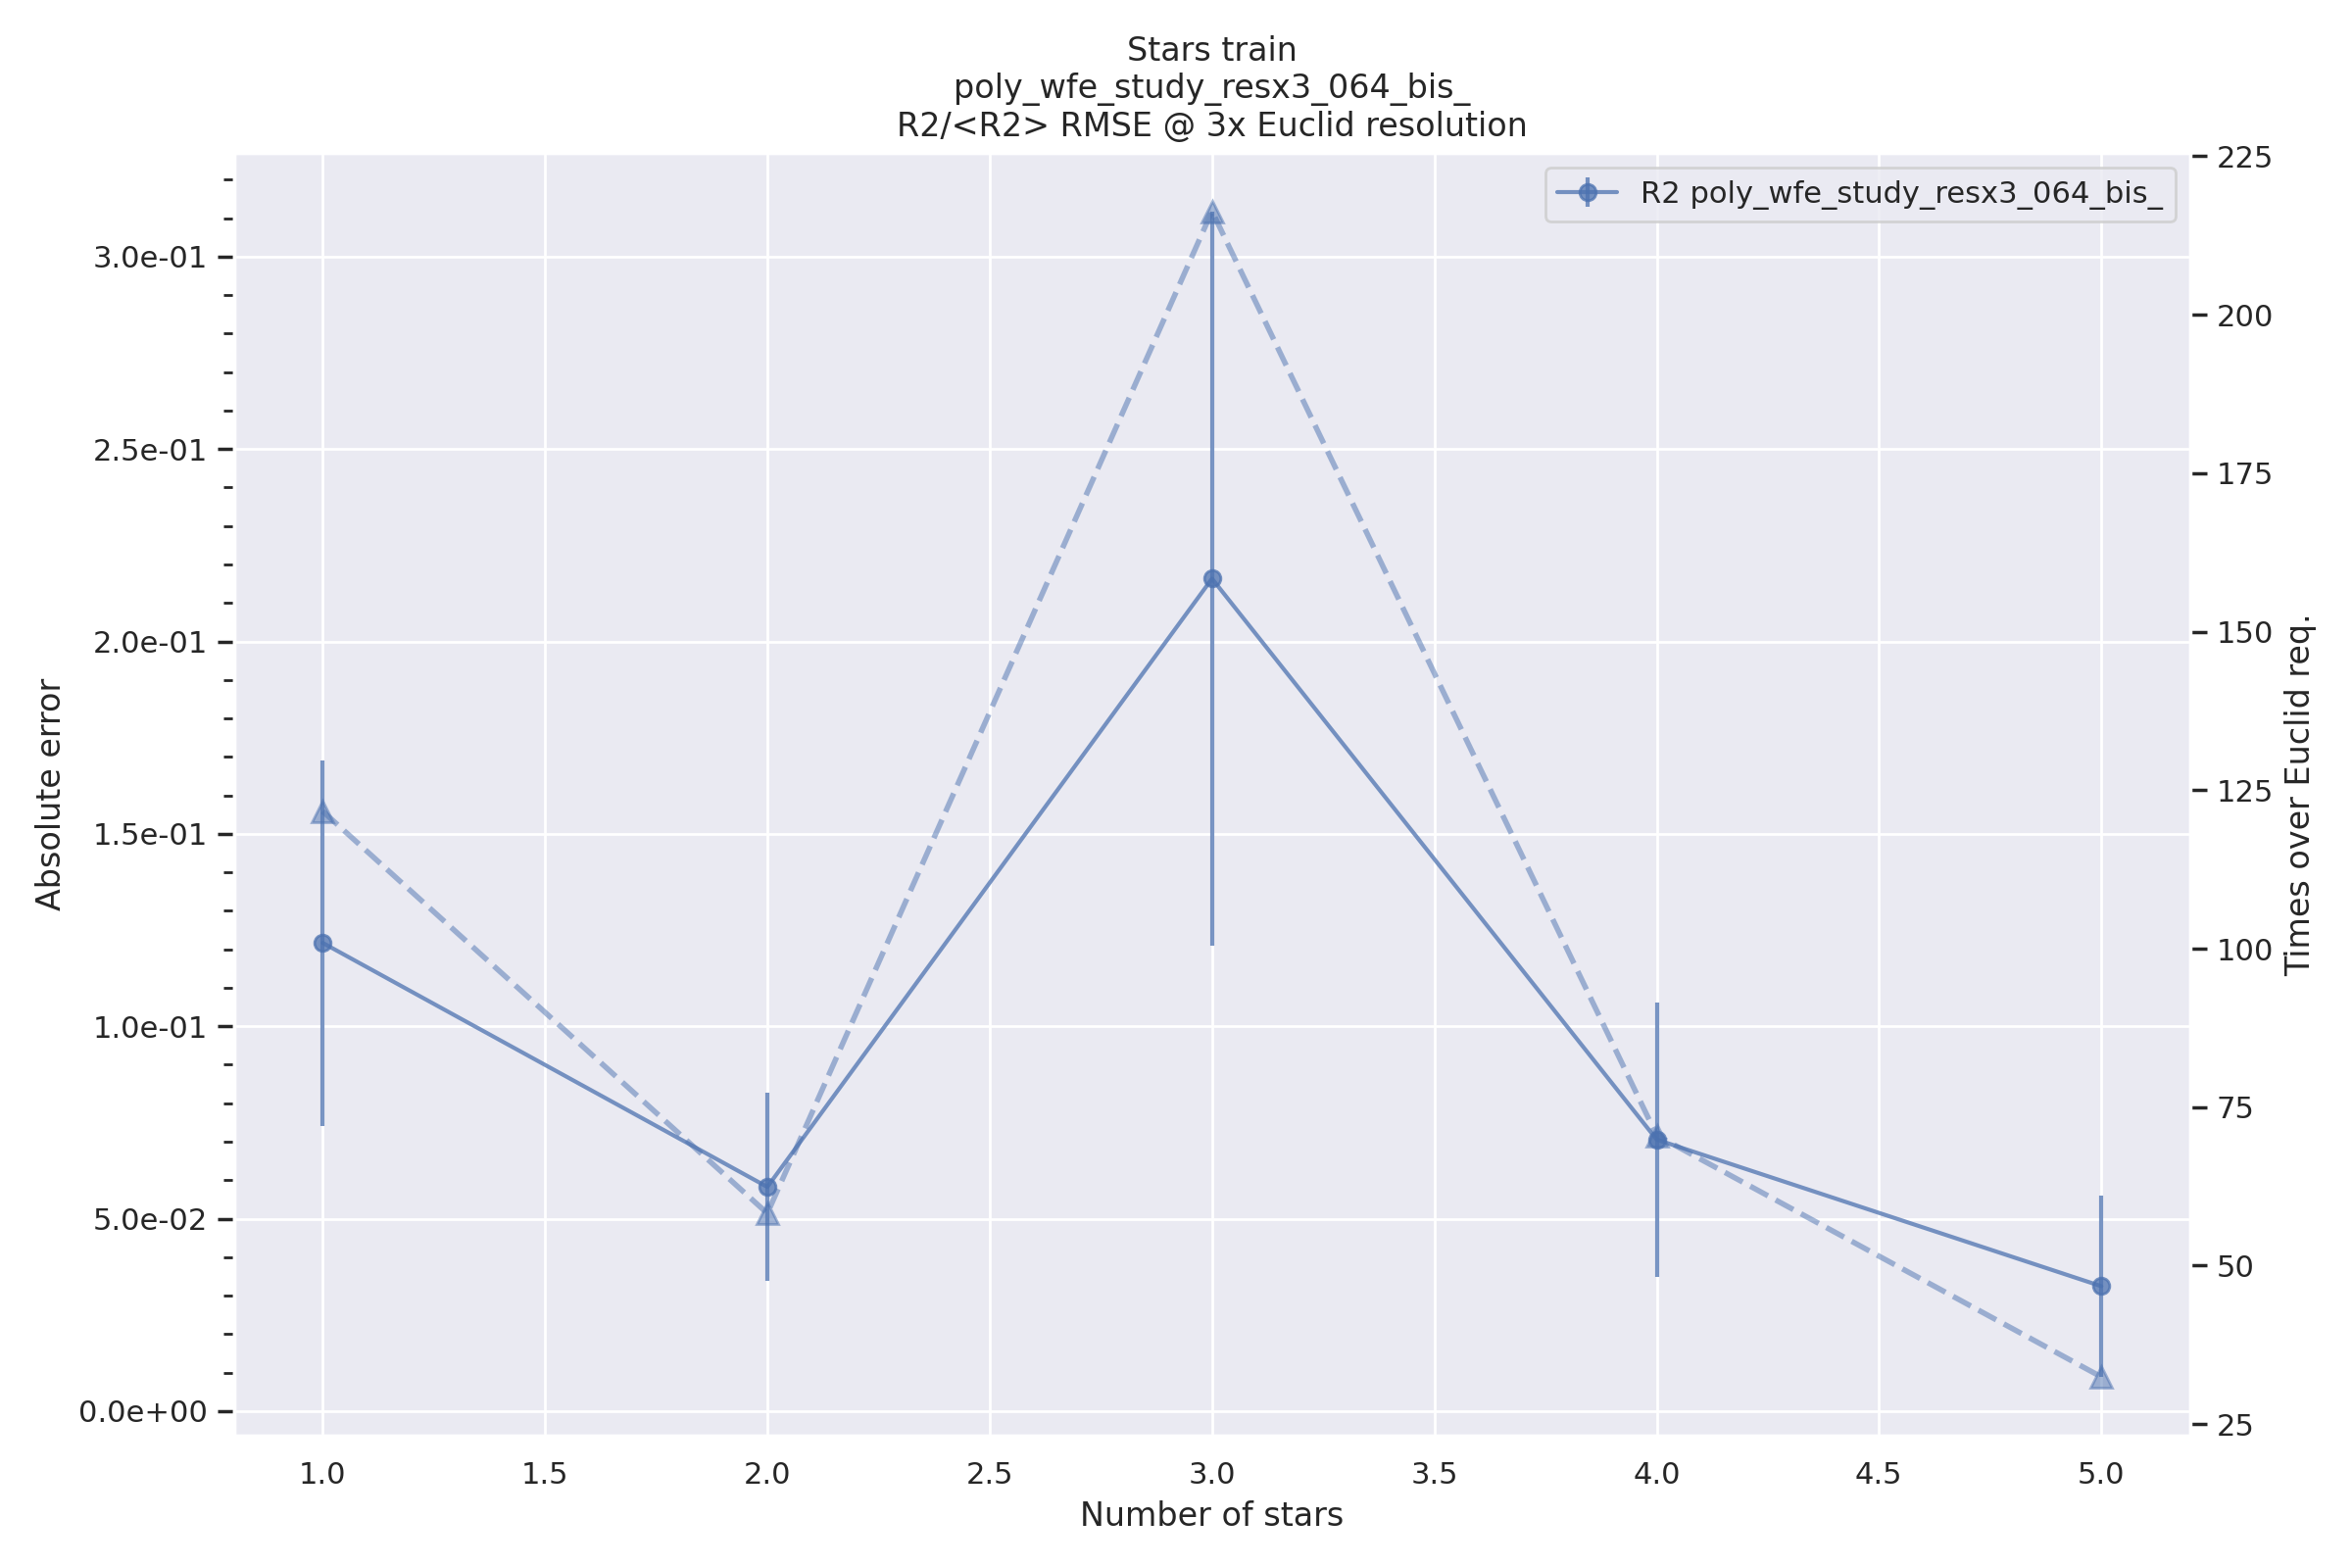 Stars train
poly_wfe_study_resx3_064_bis_
R2/<R2> RMSE @ 3x Euclid resolution
R2 poly_wfe_study_resx3_064_bis_
Absolute error
3.0e-01
2.5e-01
2.0e-01
1.5e-01
1.0e-01
5.0e-02
0.0e+00
225
200
175
150
125
100
75
50
25
Times over Euclid req.
1.0 1.5 2.0 2.5 3.0 3.5 4.0 4.5 5.0
Number of stars